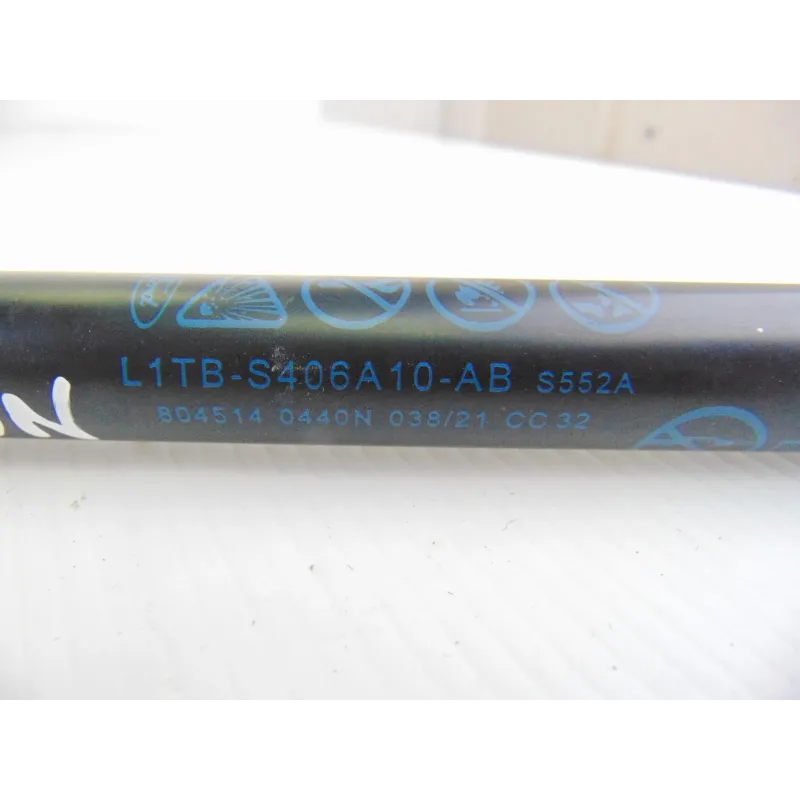 L1TB-S406A10-AB S552A
804514 0440N 038/21 CC 32